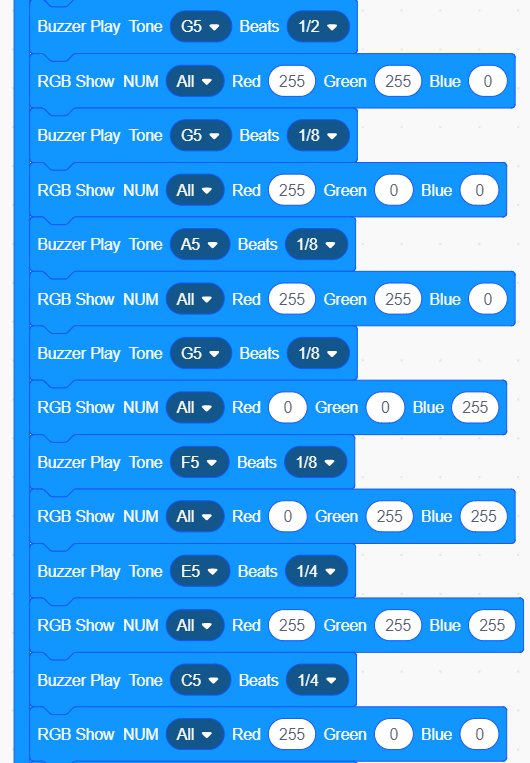 Buzzer Play Tone G5 Beats 1/2
RGB Show NUM All Red 255 Green 255 Blue 0
Buzzer Play Tone G5 Beats 1/8
RGB Show NUM All Red 255 Green 0 Blue 0
Buzzer Play Tone A5 Beats 1/8
RGB Show NUM All Red 255 Green 255 Blue 0
Buzzer Play Tone G5 Beats 1/8
RGB Show NUM All Red 0 Green 0 Blue 255
Buzzer Play Tone F5 Beats 1/8
RGB Show NUM All Red 0 Green 255 Blue 255
Buzzer Play Tone E5 Beats 1/4
RGB Show NUM All Red 255 Green 255 Blue 255
Buzzer Play Tone C5 Beats 1/4
RGB Show NUM All Red 255 Green 0 Blue 0